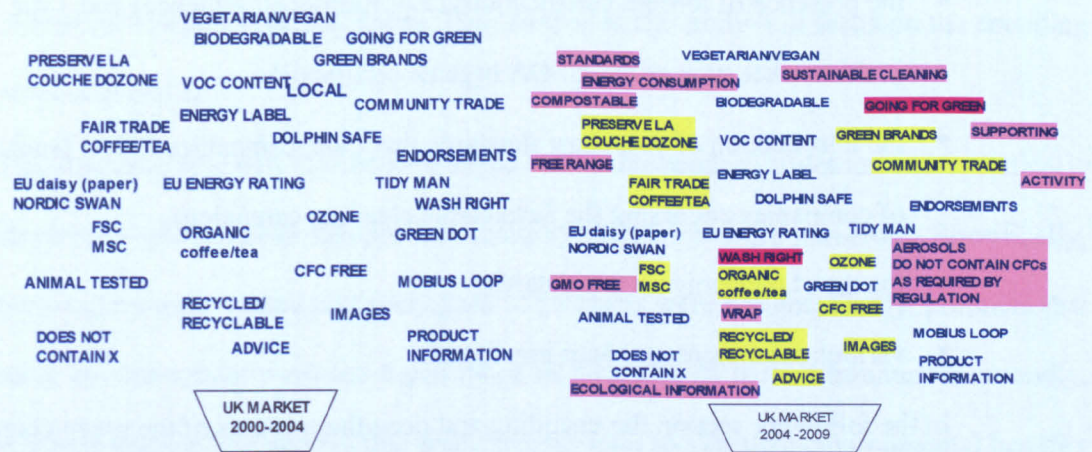 VEGETARIAN/VEGAN
BIODEGRADABLE
GOING FOR GREEN
PRESERVE LA
COUCHE DOZONE
GREEN BRANDS
VOC CONTENT
LOCAL
COMMUNITY TRADE
ENERGY LABEL
FAIR TRADE
COFFEE/TEA
DOLPHIN SAFE
ENDORSEMENTS
EU daisy (paper)
NORDIC SWAN
EU ENERGY RATING
TIDY MAN
WASH RIGHT
OZONE
FSC
MSC
ORGANIC
coffee/tea
GREEN DOT
CFC FREE
ANIMAL TESTED
MOBIUS LOOP
RECYCLED/
RECYCLABLE
IMAGES
DOES NOT
CONTAIN X
ADVICE
PRODUCT
INFORMATION
UK MARKET
2000-2004
VEGETARIAN/VEGAN
STANDARDS
SUSTAINABLE CLEANING
ENERGY CONSUMPTION
COMPOSTABLE
BIODEGRADABLE
GOING FOR GREEN
PRESERVE LA
COUCHE DOZONE
VOC CONTENT
GREEN BRANDS
SUPPORTING
FREE RANGE
COMMUNITY TRADE
ENERGY LABEL
ACTIVITY
FAIR TRADE
COFFEE/TEA
DOLPHIN SAFE
ENDORSEMENTS
EU daisy (paper)
NORDIC SWAN
EU ENERGY RATING
TIDY MAN
WASH RIGHT
OZONE
AEROSOLS
DO NOT CONTAIN CFCs
AS REQUIRED BY
REGULATION
FSC
MSC
ORGANIC
coffee/tea
GMO FREE
GREEN DOT
CFC FREE
ANIMAL TESTED
WRAP
MOBIUS LOOP
RECYCLED/
RECYCLABLE
IMAGES
DOES NOT
CONTAIN X
PRODUCT
INFORMATION
ADVICE
ECOLOGICAL INFORMATION
UK MARKET
2004 -2009